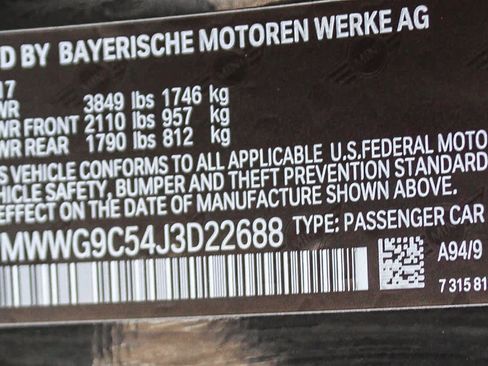 D BY BAYERISCHE MOTOREN WERKE AG
17
WR 3849 lbs 1746 kg
WR FRONT 2110 lbs 957 kg
WR REAR 1790 lbs 812 kg
S VEHICLE CONFORMS TO ALL APPLICABLE U.S.FEDERAL MOTO
HICLE SAFETY, BUMPER AND THEFT PREVENTION STANDARD
EFFECT ON THE DATE OF MANUFACTURE SHOWN ABOVE.
MWWG9C54J3D22688 TYPE: PASSENGER CAR
A94/9
7 315 81